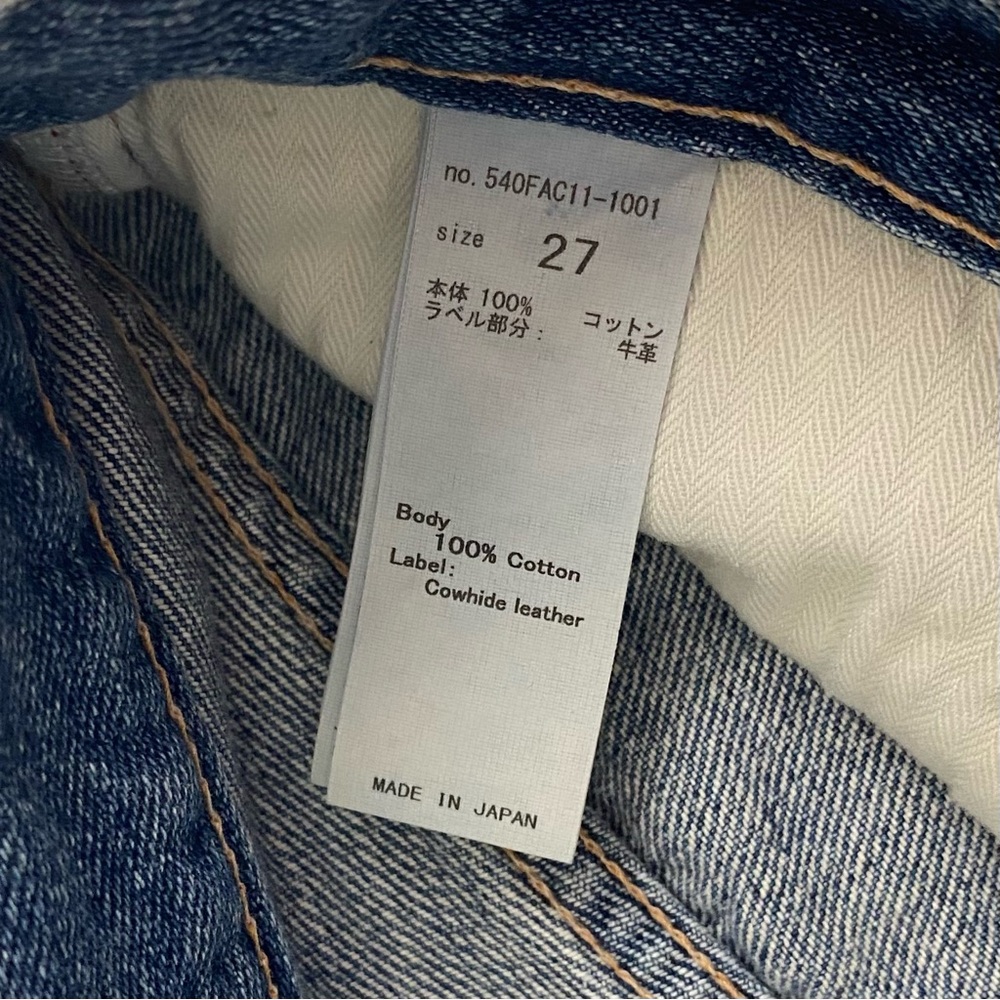 no. 540FAC11-1001
size 27
本体 100% コットン
ラベル部分: 牛革
Body
100% Cotton
Label:
Cowhide leather
MADE IN JAPAN